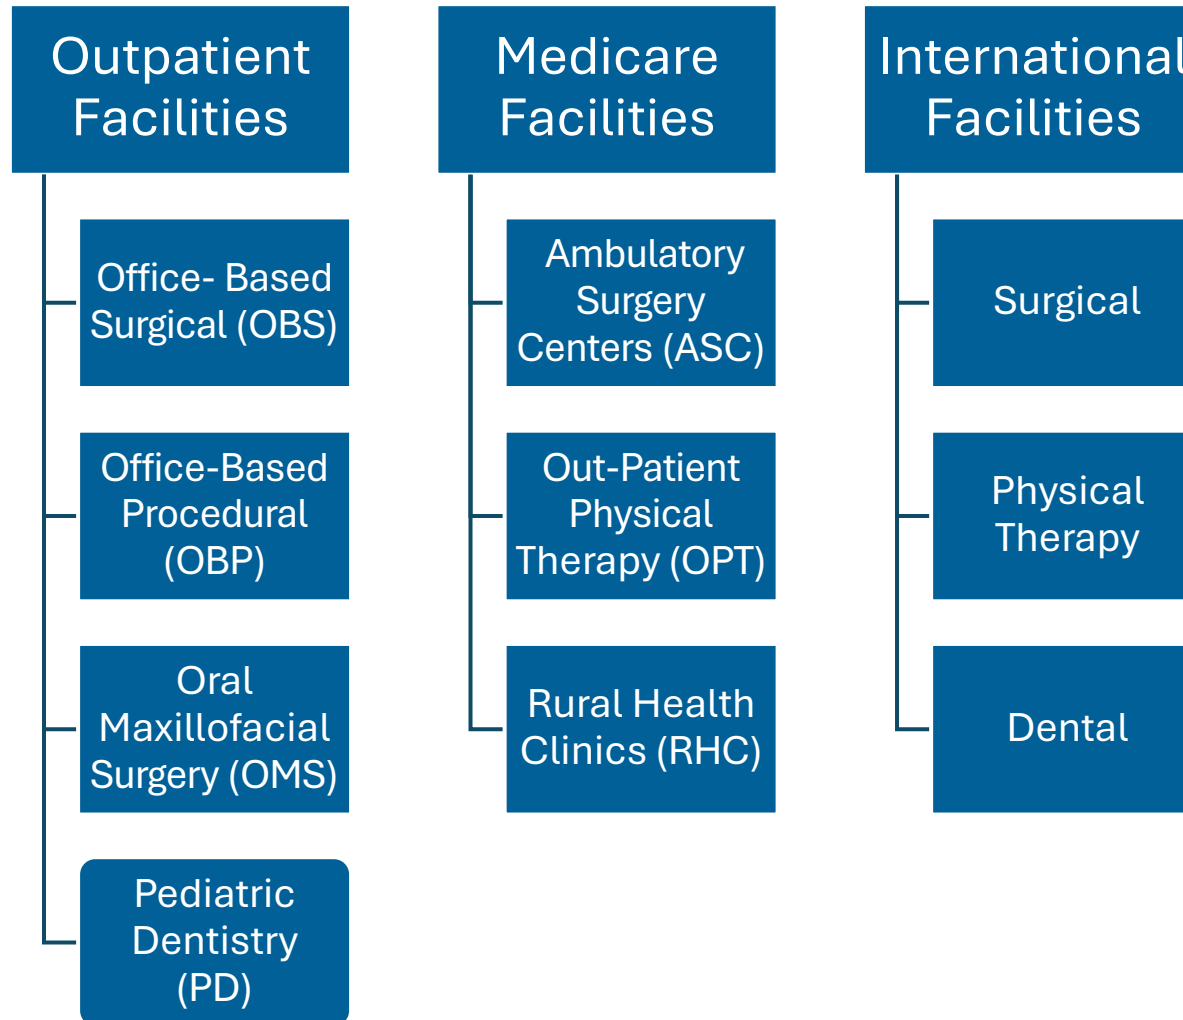 Outpatient
Facilities
Office- Based
Surgical (OBS)
Office-Based
Procedural
(OBP)
Oral
Maxillofacial
Surgery (OMS)
Pediatric
Dentistry
(PD)
Medicare
Facilities
Ambulatory
Surgery
Centers (ASC)
Out-Patient
Physical
Therapy (OPT)
Rural Health
Clinics (RHC)
International
Facilities
Surgical
Physical
Therapy
Dental